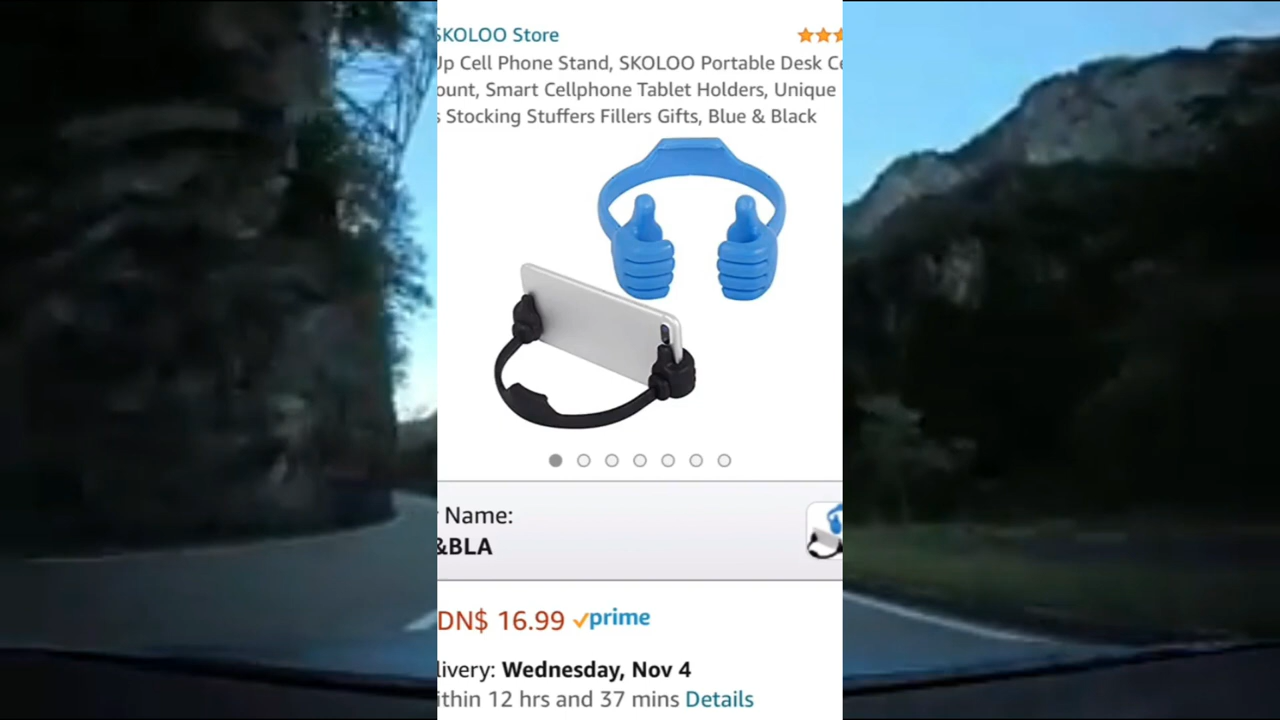 SKOLOO Store
Up Cell Phone Stand, SKOLOO Portable Desk Ce
ount, Smart Cellphone Tablet Holders, Unique
s Stocking Stuffers Fillers Gifts, Blue & Black
r Name:
&BLA
DN$ 16.99 prime
livery: Wednesday, Nov 4
ithin 12 hrs and 37 mins Details